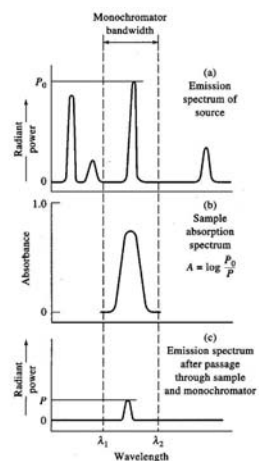 Monochromator
bandwidth
P₀
(a)
Emission
spectrum of
source
Radiant
power
0
1.0
(b)
Sample
absorption
spectrum
A = log P₀/P
Absorbance
0
(c)
Emission spectrum
after passage
through sample
and monochromator
Radiant
power
P
0
λ₁
λ₂
Wavelength